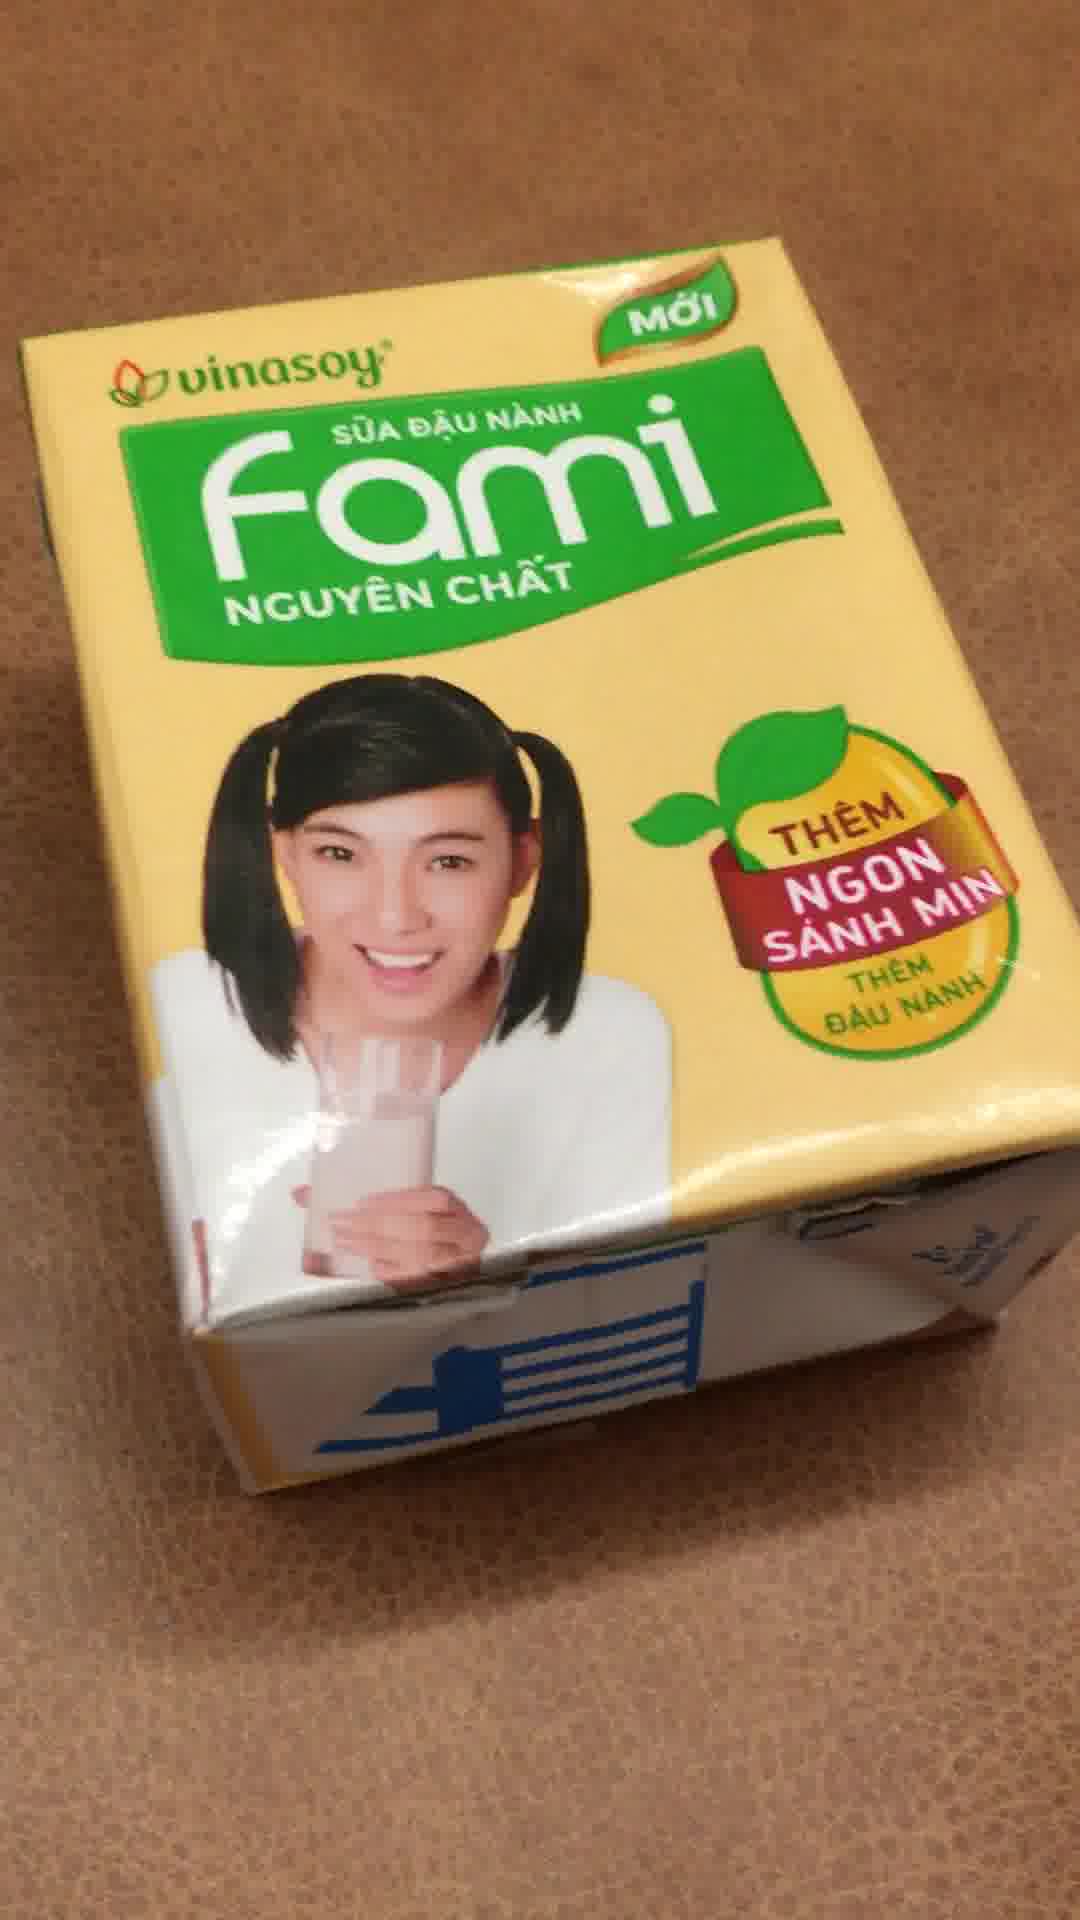 vinasoy®
MỚI
SỮA ĐẬU NÀNH
fami
NGUYÊN CHẤT
THÊM
NGON
SÁNH MỊN
THÊM
ĐẬU NÀNH